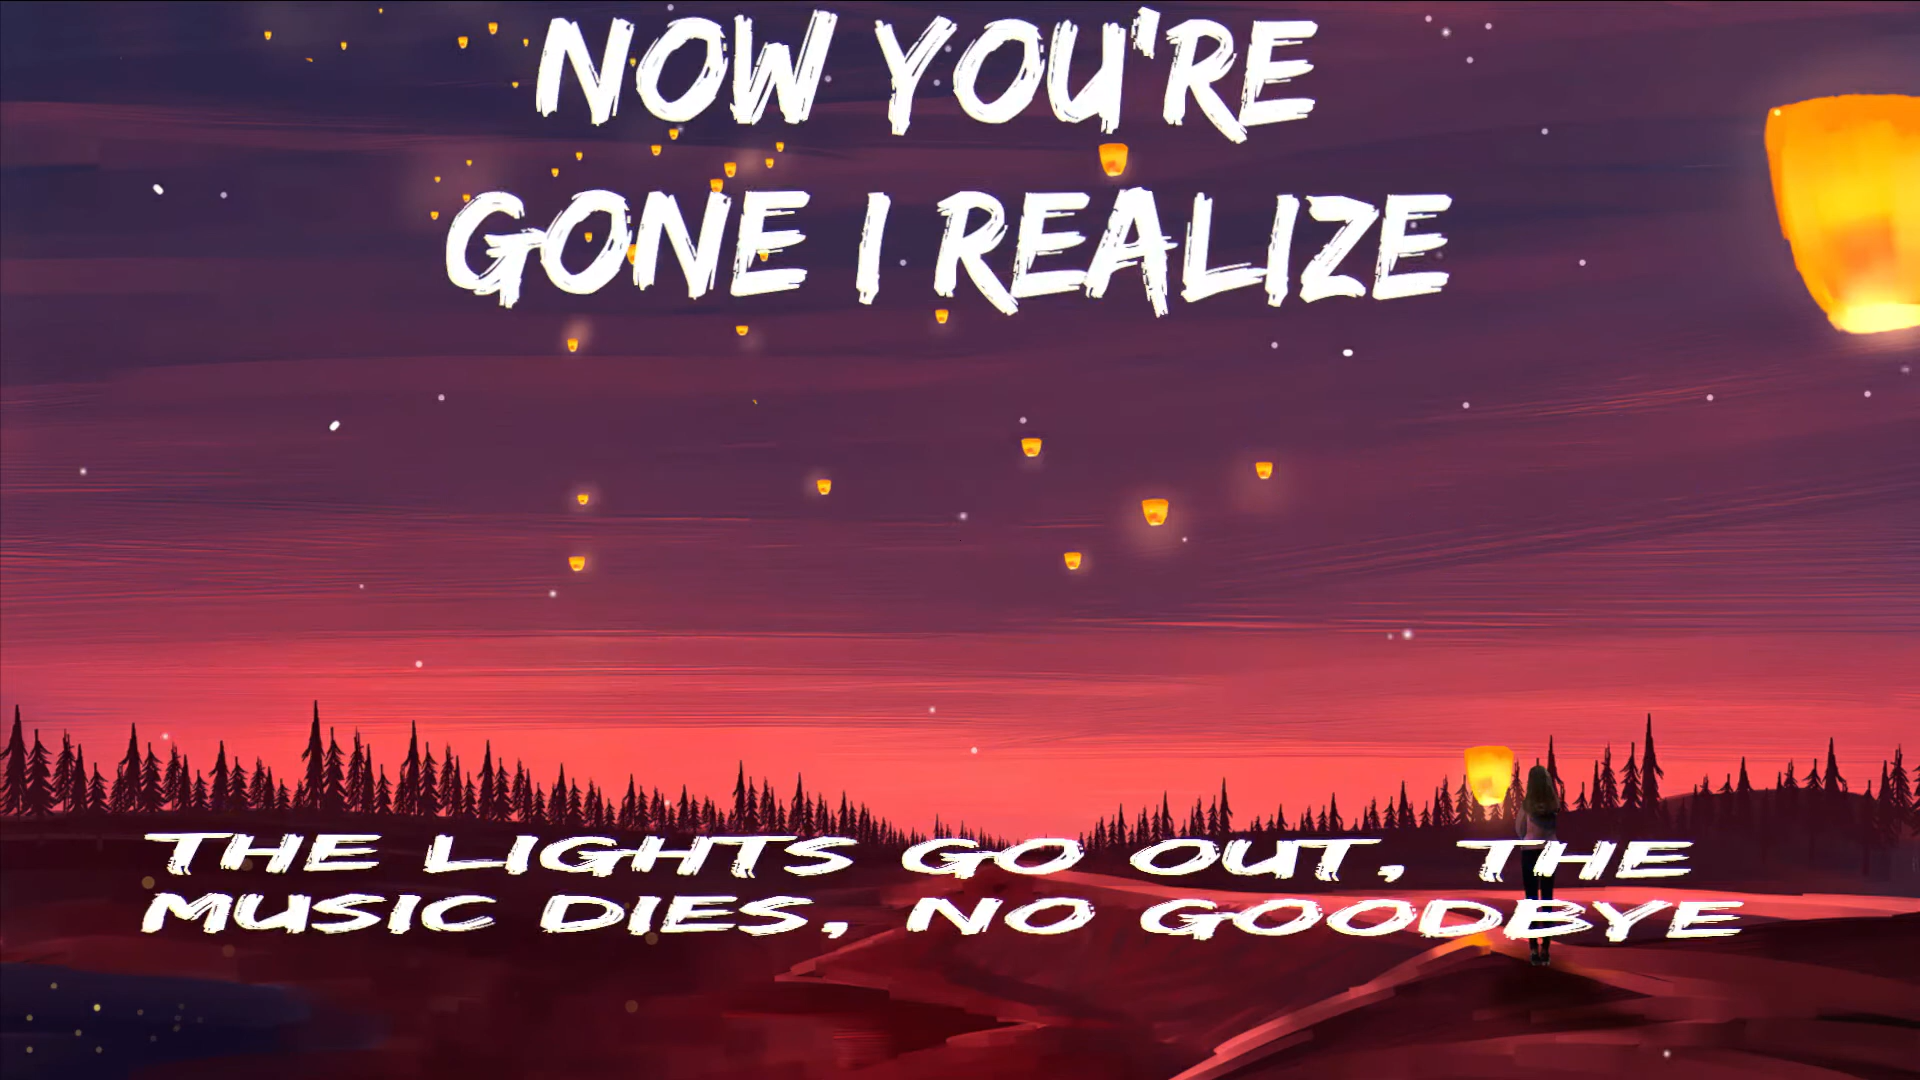 NOW YOU'RE
GONE I REALIZE
THE LIGHTS GO OUT, THE
MUSIC DIES, NO GOODBYE